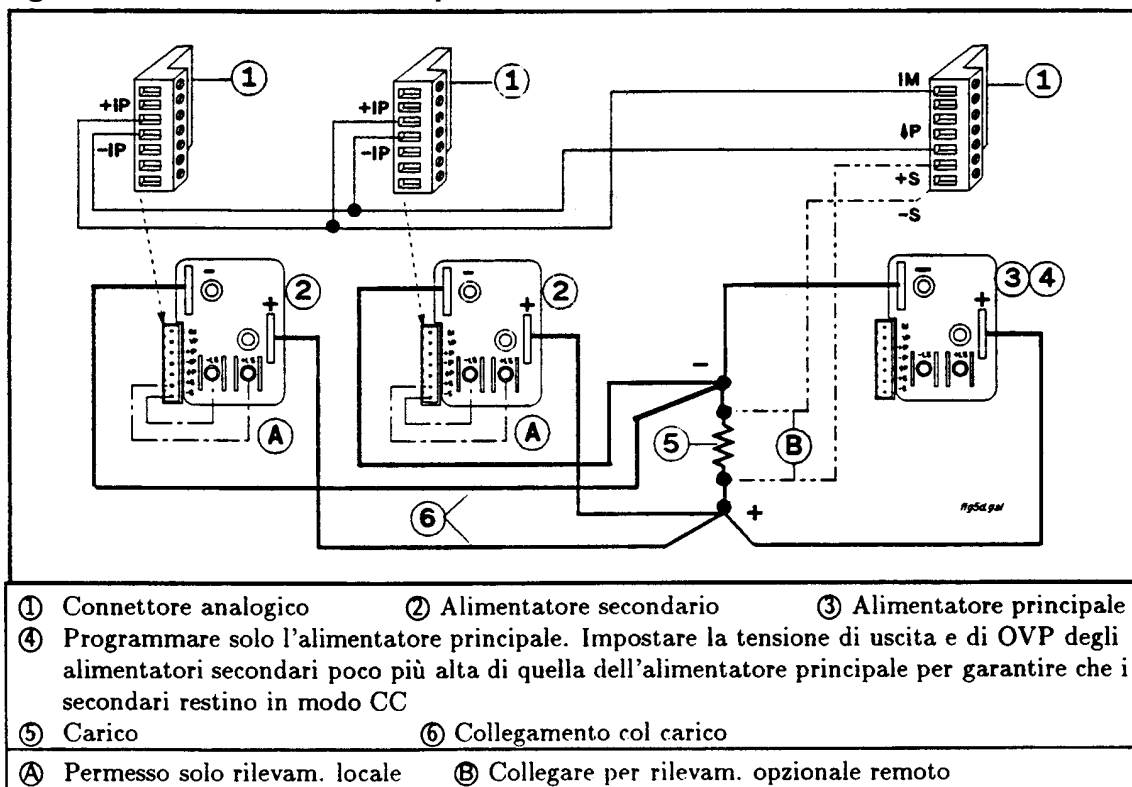 1 1 1
+IP +IP IM
-IP -IP P
+S
-S
- - -
2 2 3 4
+ + +
A A
-
5 B
6
+
fig5d.gal
① Connettore analogico ② Alimentatore secondario ③ Alimentatore principale
④ Programmare solo l'alimentatore principale. Impostare la tensione di uscita e di OVP degli
alimentatori secondari poco più alta di quella dell'alimentatore principale per garantire che i
secondari restino in modo CC
⑤ Carico ⑥ Collegamento col carico
Ⓐ Permesso solo rilevam. locale Ⓑ Collegare per rilevam. opzionale remoto